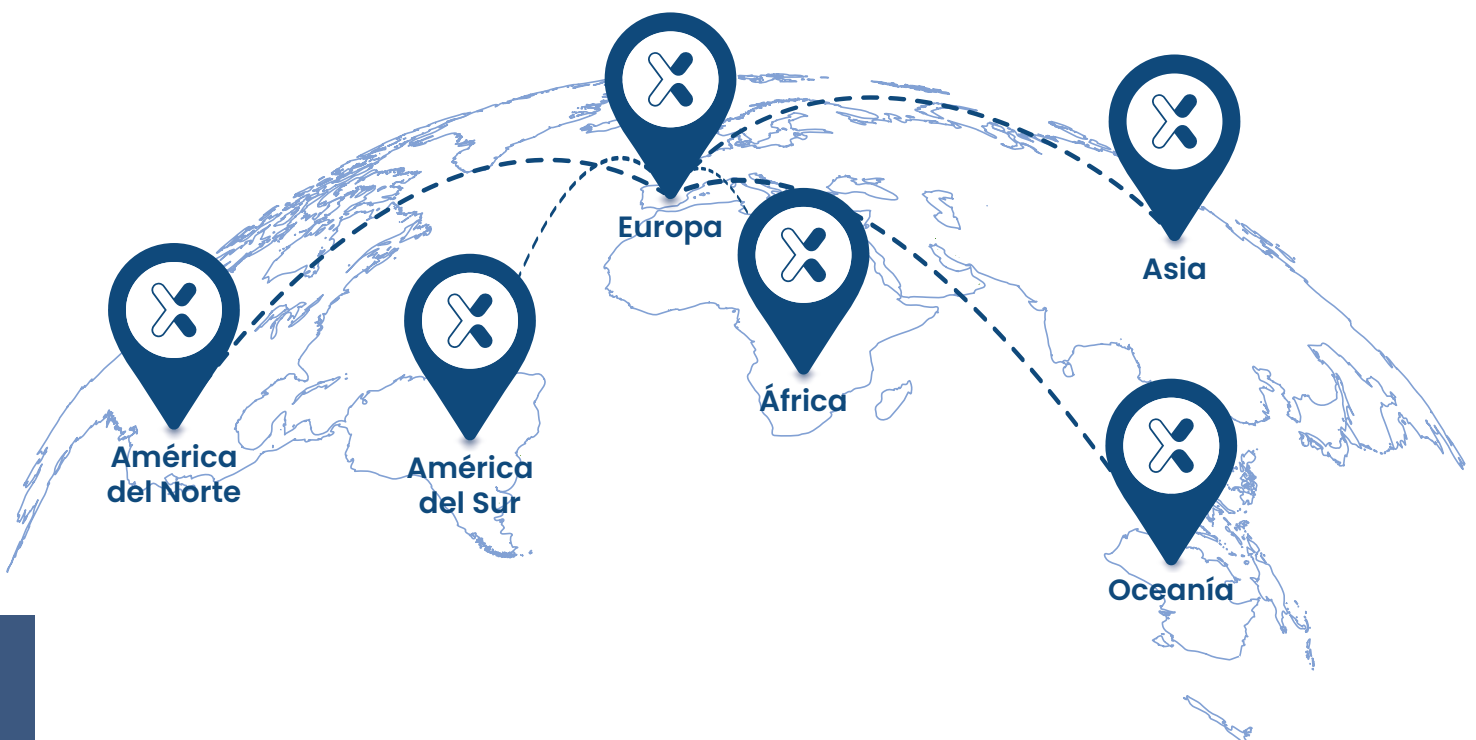 Europa
Asia
África
América
del Norte
América
del Sur
Oceanía